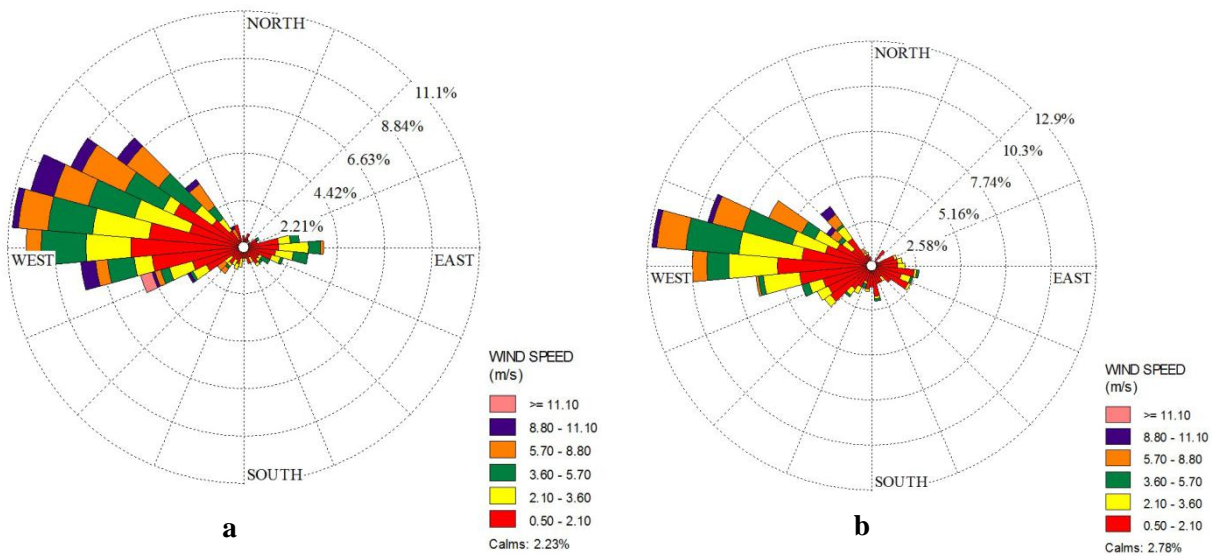 NORTH
11.1%
8.84%
6.63%
4.42%
2.21%
WEST
EAST
SOUTH
WIND SPEED
(m/s)
>= 11.10
8.80 - 11.10
5.70 - 8.80
3.60 - 5.70
2.10 - 3.60
0.50 - 2.10
Calms: 2.23%
a
NORTH
12.9%
10.3%
7.74%
5.16%
2.58%
WEST
EAST
SOUTH
WIND SPEED
(m/s)
>= 11.10
8.80 - 11.10
5.70 - 8.80
3.60 - 5.70
2.10 - 3.60
0.50 - 2.10
Calms: 2.78%
b